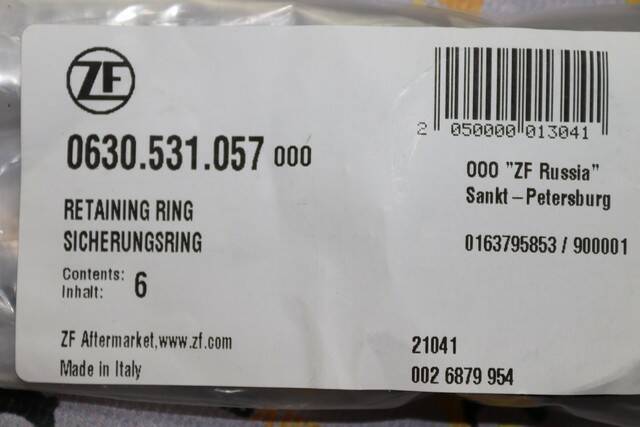 ZF
0630.531.057 000
RETAINING RING
SICHERUNGSRING
Contents:
Inhalt: 6
ZF Aftermarket,www.zf.com
Made in Italy
2 050000 013041
000 "ZF Russia"
Sankt-Petersburg
0163795853 / 900001
21041
002 6879 954